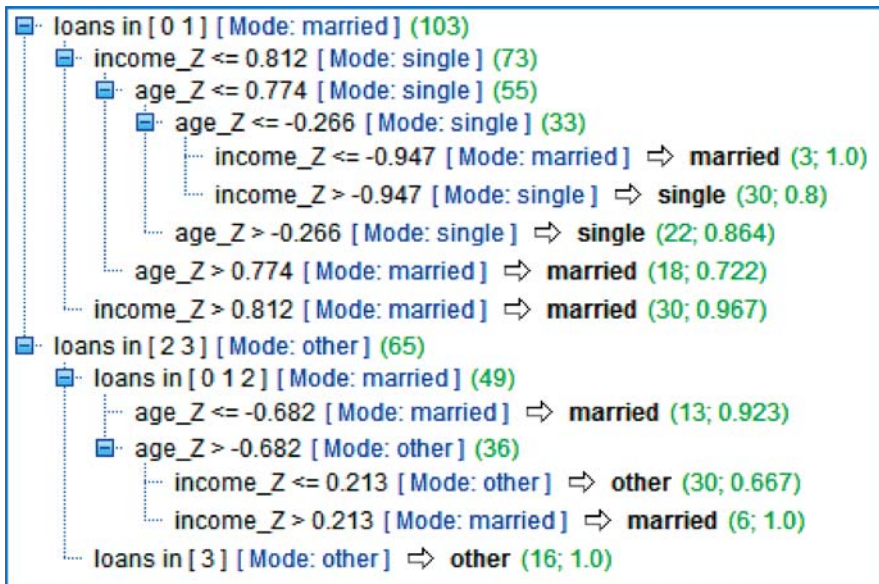 loans in [ 0 1 ] [ Mode: married ] (103)
income_Z <= 0.812 [ Mode: single ] (73)
age_Z <= 0.774 [ Mode: single ] (55)
age_Z <= -0.266 [ Mode: single ] (33)
income_Z <= -0.947 [ Mode: married ] ⇨ married (3; 1.0)
income_Z > -0.947 [ Mode: single ] ⇨ single (30; 0.8)
age_Z > -0.266 [ Mode: single ] ⇨ single (22; 0.864)
age_Z > 0.774 [ Mode: married ] ⇨ married (18; 0.722)
income_Z > 0.812 [ Mode: married ] ⇨ married (30; 0.967)
loans in [ 2 3 ] [ Mode: other ] (65)
loans in [ 0 1 2 ] [ Mode: married ] (49)
age_Z <= -0.682 [ Mode: married ] ⇨ married (13; 0.923)
age_Z > -0.682 [ Mode: other ] (36)
income_Z <= 0.213 [ Mode: other ] ⇨ other (30; 0.667)
income_Z > 0.213 [ Mode: married ] ⇨ married (6; 1.0)
loans in [ 3 ] [ Mode: other ] ⇨ other (16; 1.0)